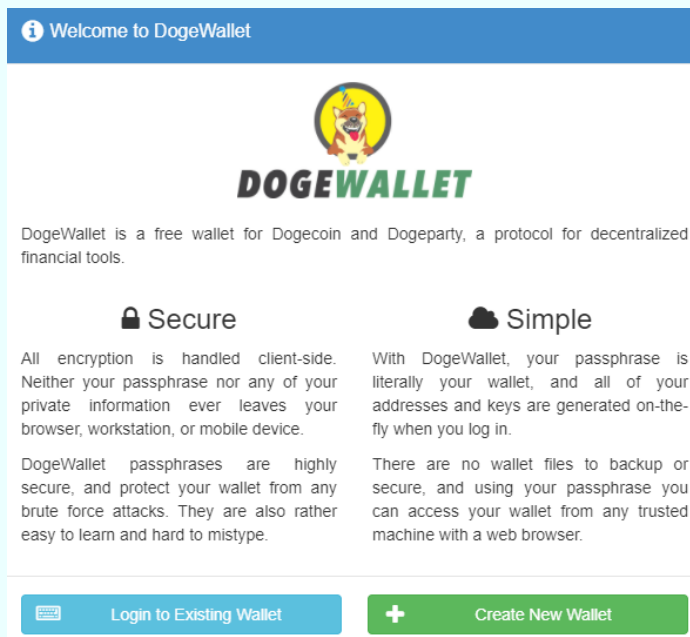 Welcome to DogeWallet
DOGEWALLET
DogeWallet is a free wallet for Dogecoin and Dogeparty, a protocol for decentralized
financial tools.
Secure
All encryption is handled client-side.
Neither your passphrase nor any of your
private information ever leaves your
browser, workstation, or mobile device.
DogeWallet passphrases are highly
secure, and protect your wallet from any
brute force attacks. They are also rather
easy to learn and hard to mistype.
Simple
With DogeWallet, your passphrase is
literally your wallet, and all of your
addresses and keys are generated on-the-
fly when you log in.
There are no wallet files to backup or
secure, and using your passphrase you
can access your wallet from any trusted
machine with a web browser.
Login to Existing Wallet
Create New Wallet